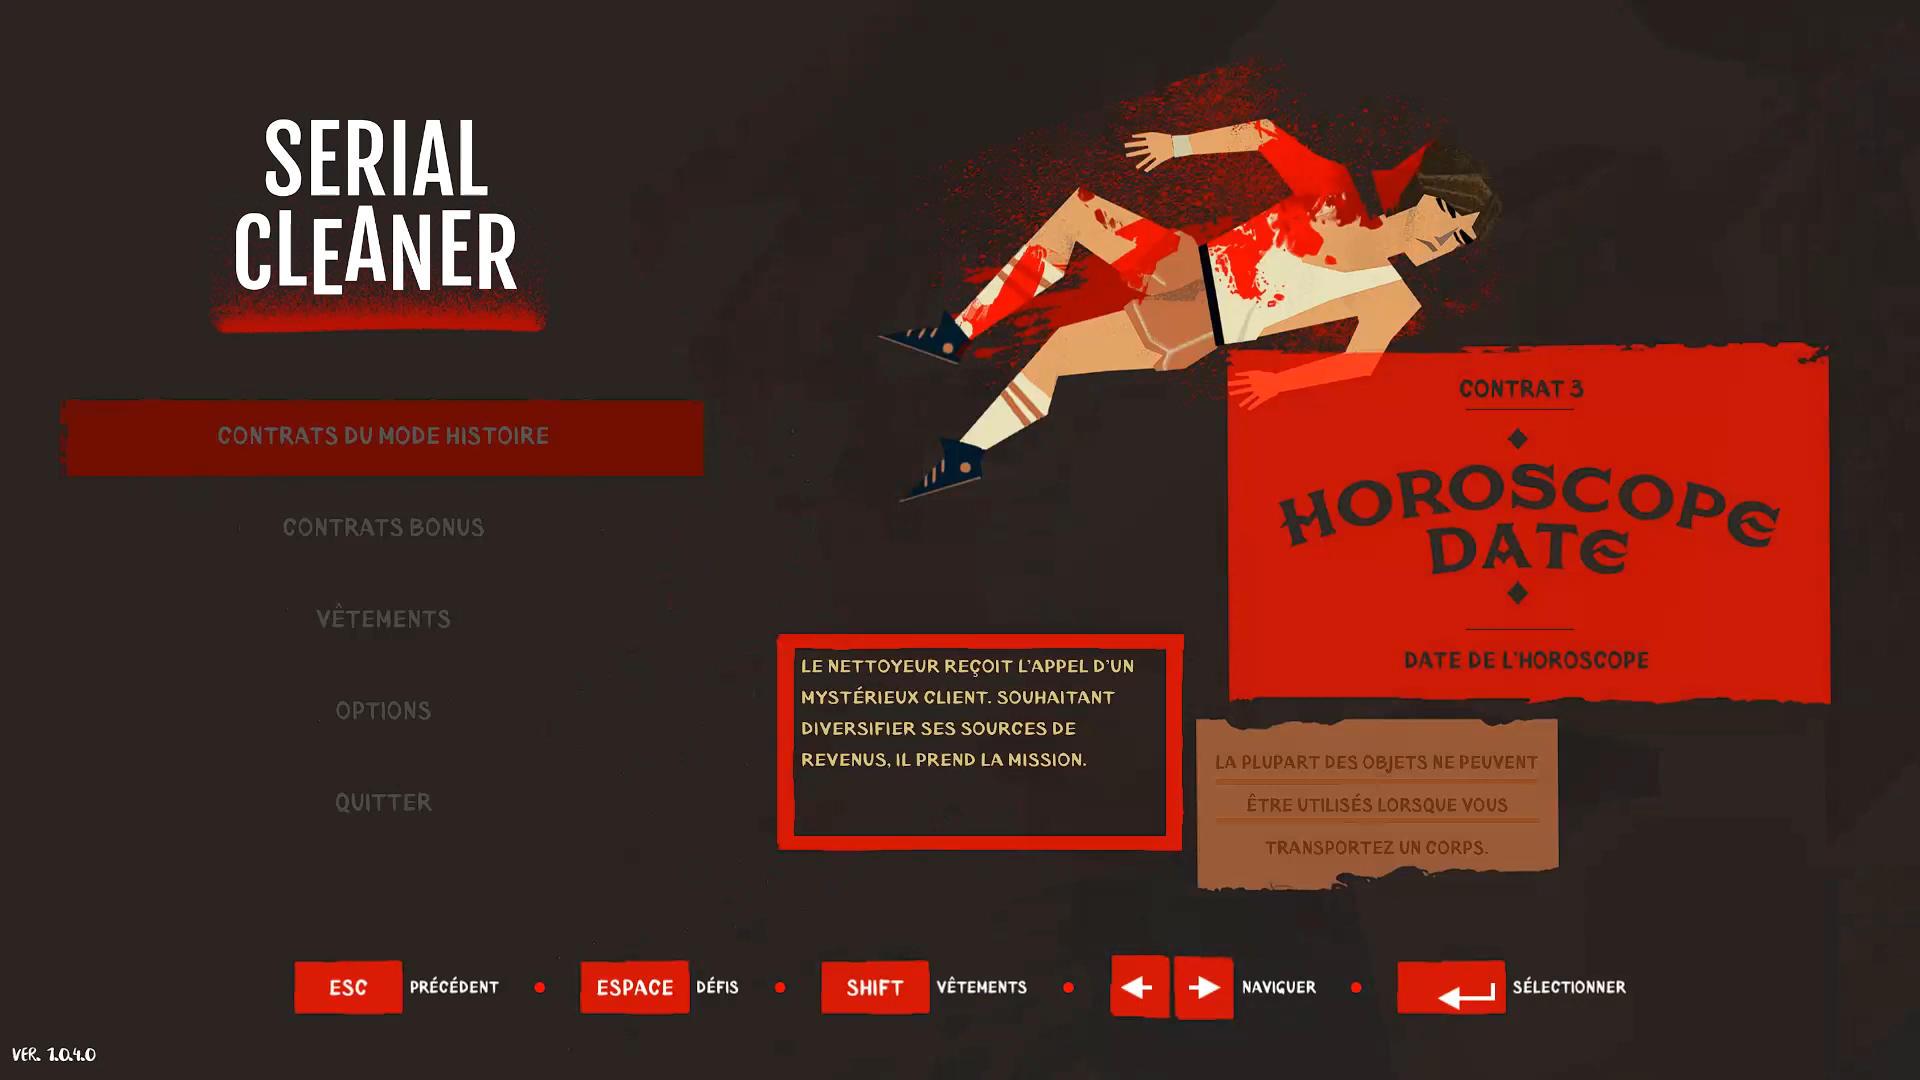 SERIAL
CLEANER
CONTRATS DU MODE HISTOIRE
CONTRATS BONUS
VÊTEMENTS
OPTIONS
QUITTER
CONTRAT 3
HOROSCOPE
DATE
DATE DE L'HOROSCOPE
LE NETTOYEUR REÇOIT L'APPEL D'UN
MYSTÉRIEUX CLIENT. SOUHAITANT
DIVERSIFIER SES SOURCES DE
REVENUS, IL PREND LA MISSION.
LA PLUPART DES OBJETS NE PEUVENT
ÊTRE UTILISÉS LORSQUE VOUS
TRANSPORTEZ UN CORPS.
ESC PRÉCÉDENT • ESPACE DÉFIS • SHIFT VÊTEMENTS • ← → NAVIGUER • SÉLECTIONNER
VER. 1.0.4.0